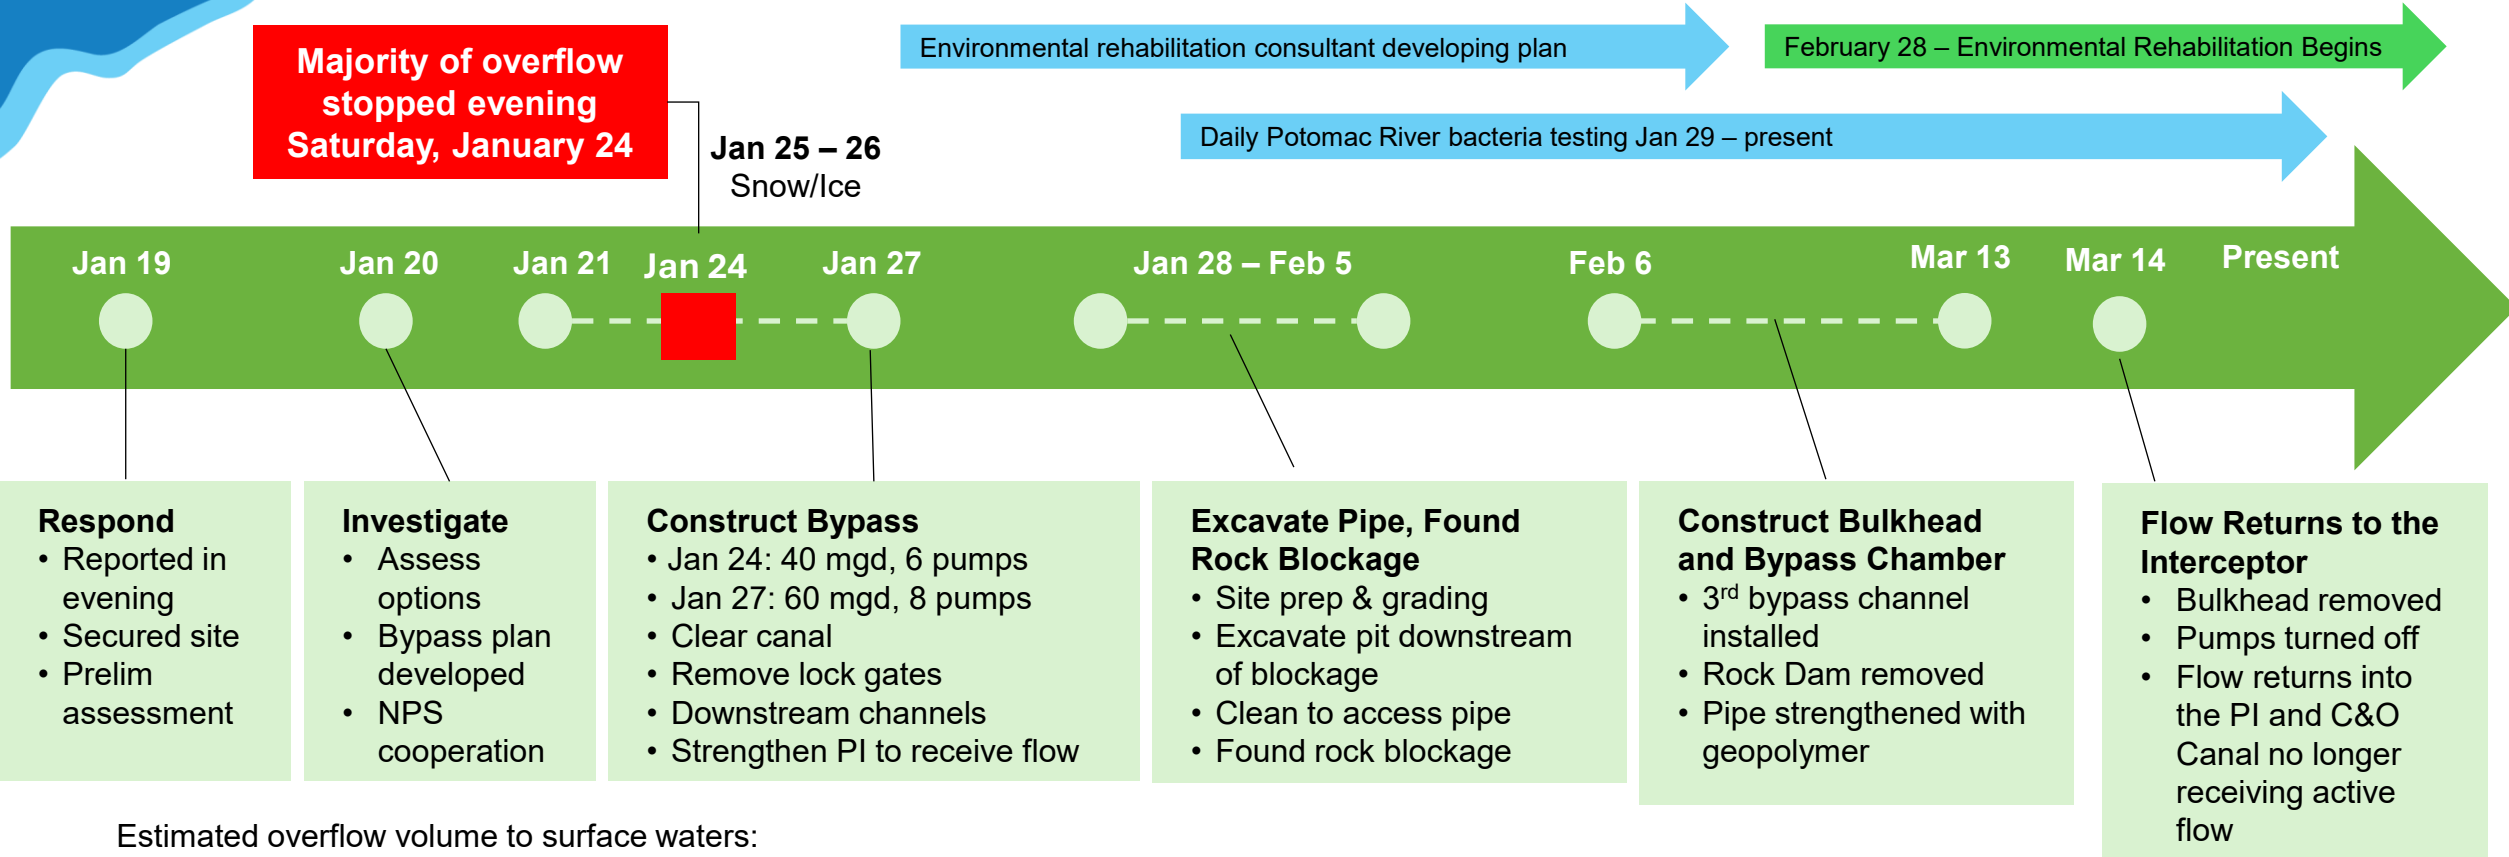 Majority of overflow
stopped evening
Saturday, January 24
Environmental rehabilitation consultant developing plan
February 28 – Environmental Rehabilitation Begins
Daily Potomac River bacteria testing Jan 29 – present
Jan 25 – 26
Snow/Ice
Jan 19
Jan 20
Jan 21
Jan 24
Jan 27
Jan 28 – Feb 5
Feb 6
Mar 13
Mar 14
Present
Respond
• Reported in
evening
• Secured site
• Prelim
assessment
Investigate
• Assess
options
• Bypass plan
developed
• NPS
cooperation
Construct Bypass
• Jan 24: 40 mgd, 6 pumps
• Jan 27: 60 mgd, 8 pumps
• Clear canal
• Remove lock gates
• Downstream channels
• Strengthen PI to receive flow
Excavate Pipe, Found
Rock Blockage
• Site prep & grading
• Excavate pit downstream
of blockage
• Clean to access pipe
• Found rock blockage
Construct Bulkhead
and Bypass Chamber
• 3rd bypass channel
installed
• Rock Dam removed
• Pipe strengthened with
geopolymer
Flow Returns to the
Interceptor
• Bulkhead removed
• Pumps turned off
• Flow returns into
the PI and C&O
Canal no longer
receiving active
flow
Estimated overflow volume to surface waters: